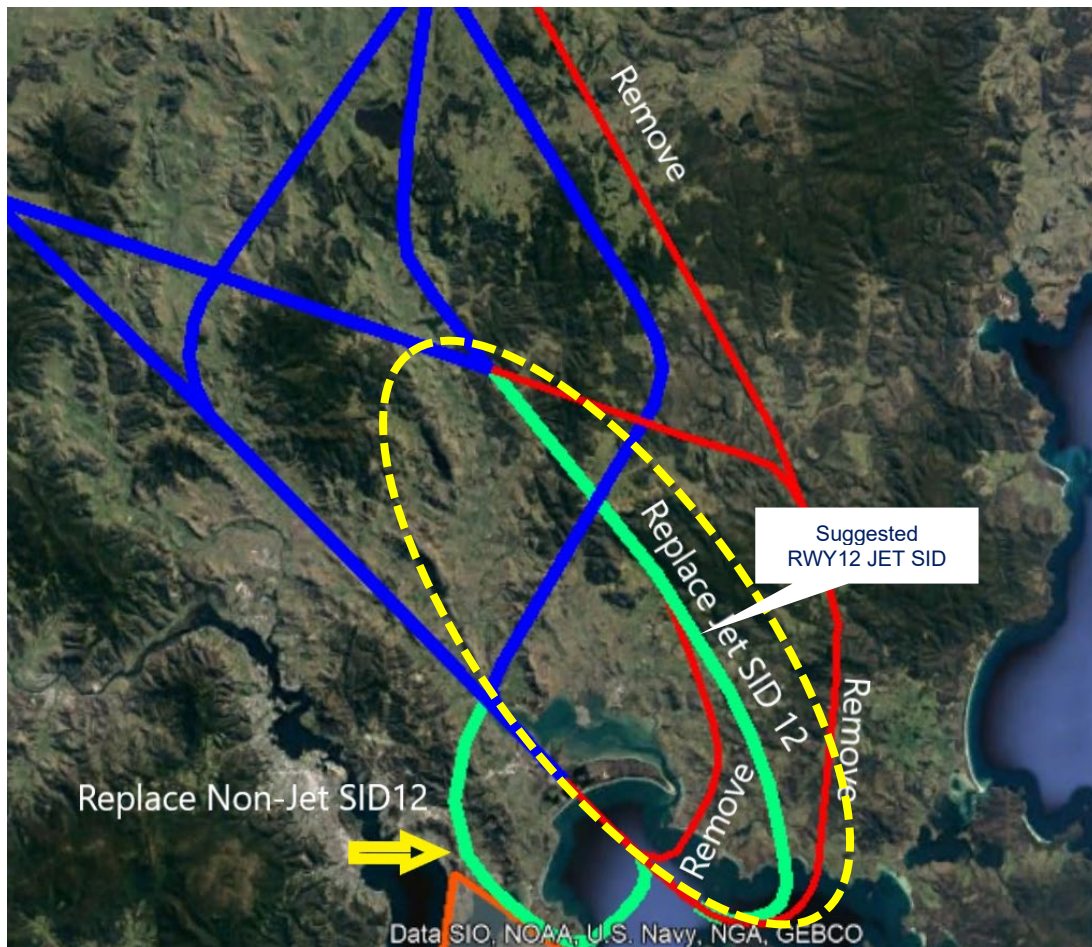 Remove
Suggested
RWY12 JET SID
Replace Jet SID 12
Remove
Replace Non-Jet SID12
Remove
Data SIO, NOAA, U.S. Navy, NGA, GEBCO